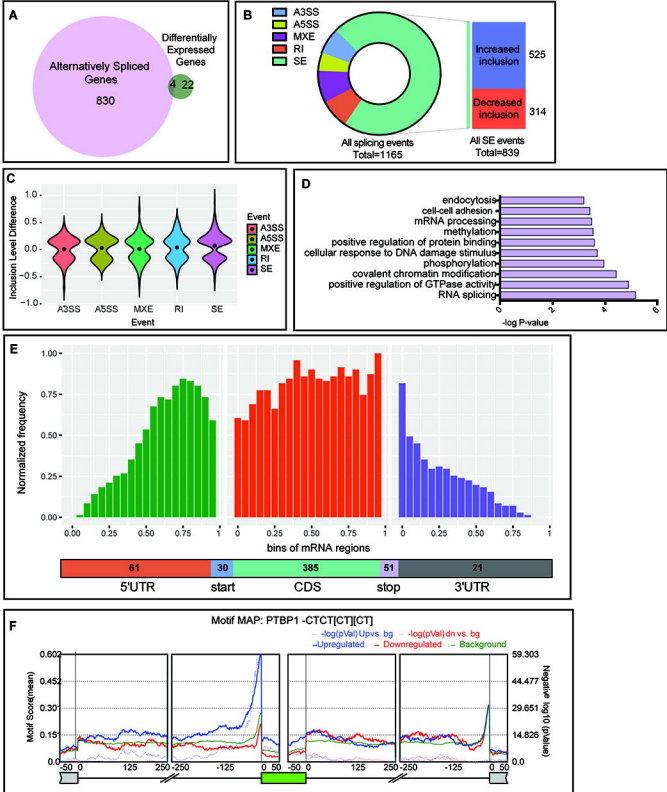 A
Differentially
Expressed
Genes
Alternatively Spliced
Genes
4 22
830
B
A3SS
A5SS
MXE
RI
SE
Increased
inclusion
525
Decreased
inclusion
314
All splicing events
Total=1165
All SE events
Total=839
C
Inclusion Level Difference
1.0
0.5
0.0
−0.5
−1.0
A3SS A5SS MXE RI SE
Event
Event
A3SS
A5SS
MXE
RI
SE
D
endocytosis
cell-cell adhesion
mRNA processing
methylation
positive regulation of protein binding
cellular response to DNA damage stimulus
phosphorylation
covalent chromatin modification
positive regulation of GTPase activity
RNA splicing
0 2 4 6
-log P-value
E
Normalized frequency
1.00
0.75
0.50
0.25
0.00
0.00 0.25 0.50 0.75 1 0 0.25 0.50 0.75 1 0 0.25 0.50 0.75 1
bins of mRNA regions
61 30 385 51 21
5'UTR start CDS stop 3'UTR
F
Motif MAP: PTBP1 -CTCT[CT][CT]
-log(pVal) Up vs. bg -log(pVal) dn vs. bg
Upregulated Downregulated Background
Motif Score(mean)
0.602
0.452
0.301
0.15
0.0
59.303
44.477
29.651
14.826
0.0
Negative log10 (pValue)
-50 0 125 250 -250 -125 0 50 -50 0 125 250 -250 -125 0 50